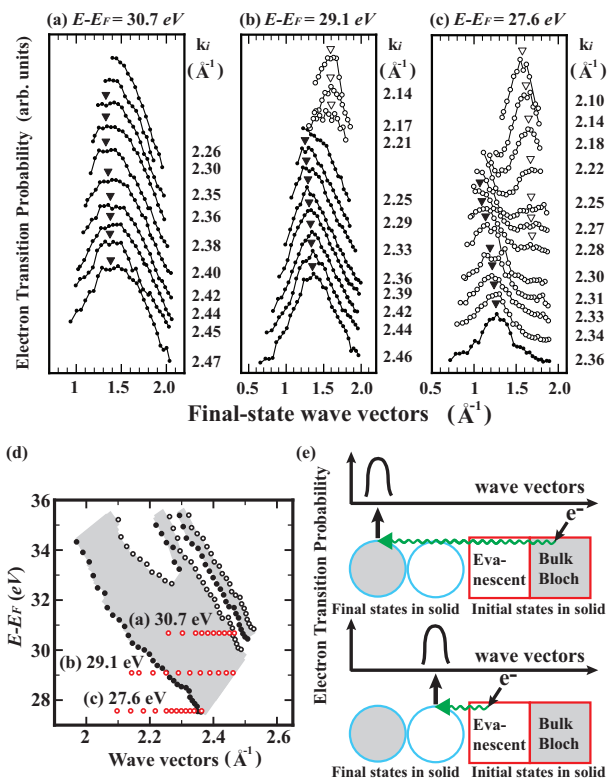 (a) E-EF = 30.7 eV
(b) E-EF = 29.1 eV
(c) E-EF = 27.6 eV
ki
(Å-1)
ki
(Å-1)
ki
(Å-1)
Electron Transition Probability (arb. units)
2.26
2.30
2.35
2.36
2.38
2.40
2.42
2.44
2.45
2.47
2.14
2.17
2.21
2.25
2.29
2.33
2.36
2.39
2.42
2.44
2.46
2.10
2.14
2.18
2.22
2.25
2.27
2.28
2.30
2.31
2.33
2.34
2.36
1 1.5 2.0
0.5 1 1.5 2.0
0.5 1 1.5 2.0
Final-state wave vectors (Å-1)
(d)
E-EF (eV)
36
34
32
30
28
(a) 30.7 eV
(b) 29.1 eV
(c) 27.6 eV
2 2.2 2.4 2.6
Wave vectors (Å-1)
(e)
Electron Transition Probability
wave vectors
e-
Eva-
nescent
Bulk
Bloch
Final states in solid Initial states in solid
wave vectors
e-
Eva-
nescent
Bulk
Bloch
Final states in solid Initial states in solid